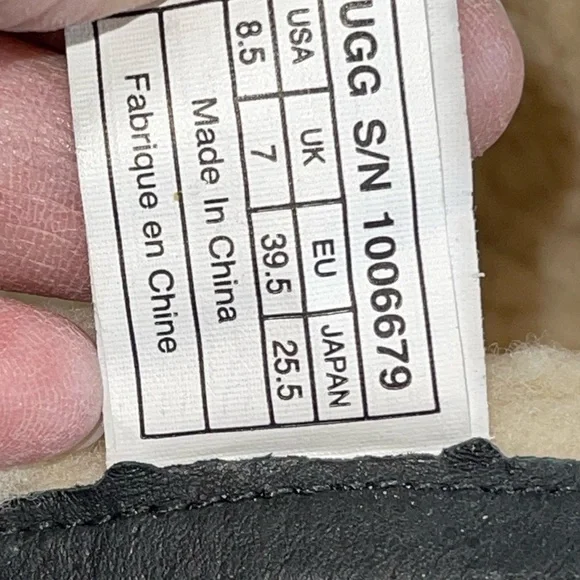 UGG S/N 1006679
USA UK EU JAPAN
8.5 7 39.5 25.5
Made In China
Fabrique en Chine